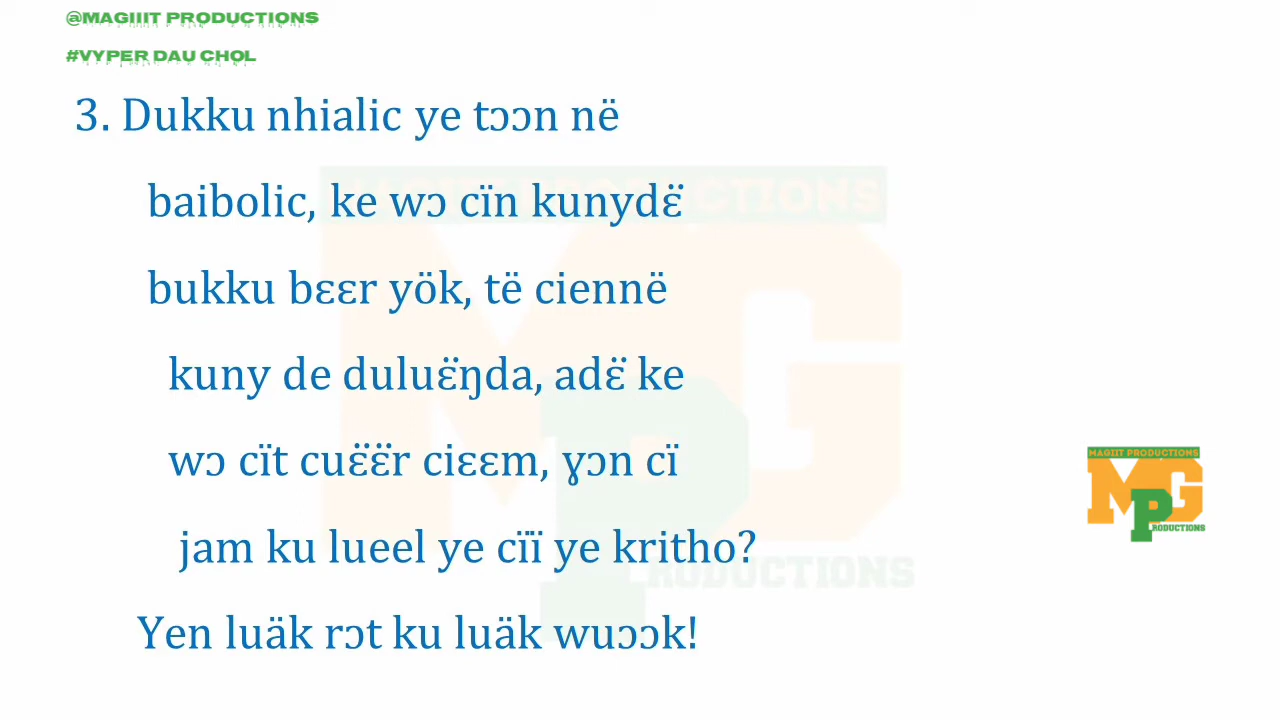 @MAGIIIT PRODUCTIONS
#VYPER DAU CHOL
3. Dukku nhialic ye tɔɔn në
baibolic, ke wɔ cïn kunydɛ̈
bukku bɛɛr yök, të ciennë
kuny de duluɛ̈ŋda, adɛ̈ ke
wɔ cït cuɛ̈ɛ̈r ciɛɛm, ɣɔn cï
jam ku lueel ye cïï ye kritho?
Yen luäk rɔt ku luäk wuɔɔk!
MAGIIT PRODUCTIONS
MG
PRODUCTIONS